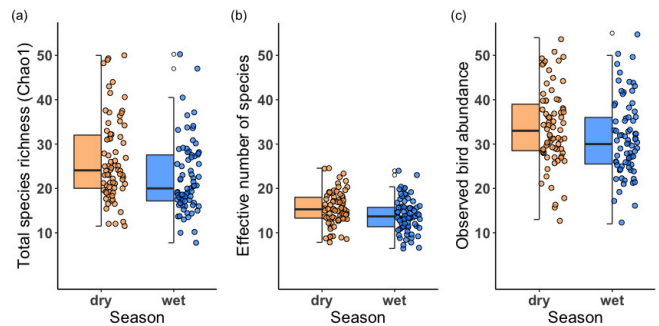 (a) (b) (c)
Total species richness (Chao1)
50
40
30
20
10
dry wet
Season
Effective number of species
50
40
30
20
10
dry wet
Season
Observed bird abundance
50
40
30
20
10
dry wet
Season